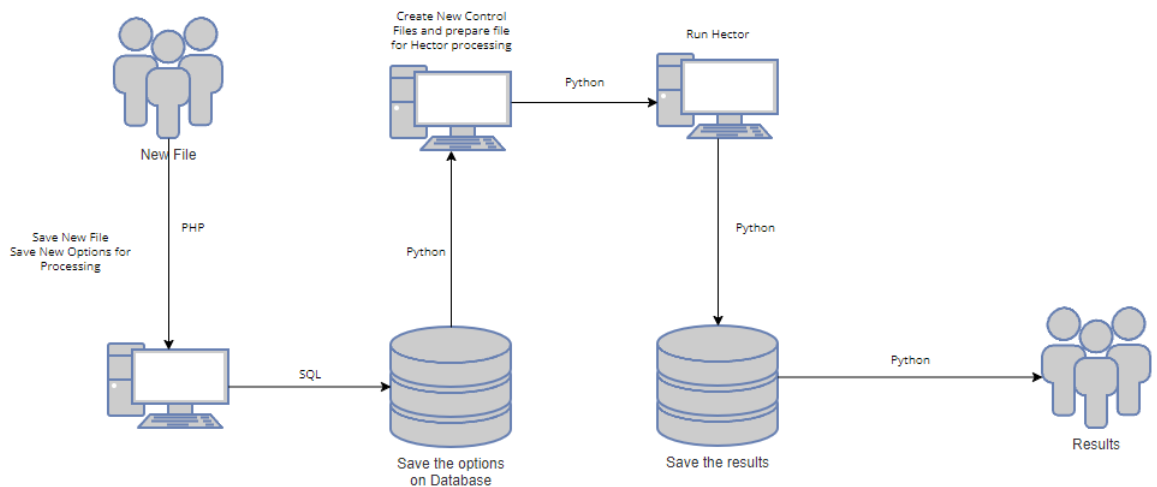 Create New Control
Files and prepare file
for Hector processing
Run Hector
Python
New File
PHP
Save New File
Save New Options for
Processing
Python
Python
SQL
Python
Save the options
on Database
Save the results
Results